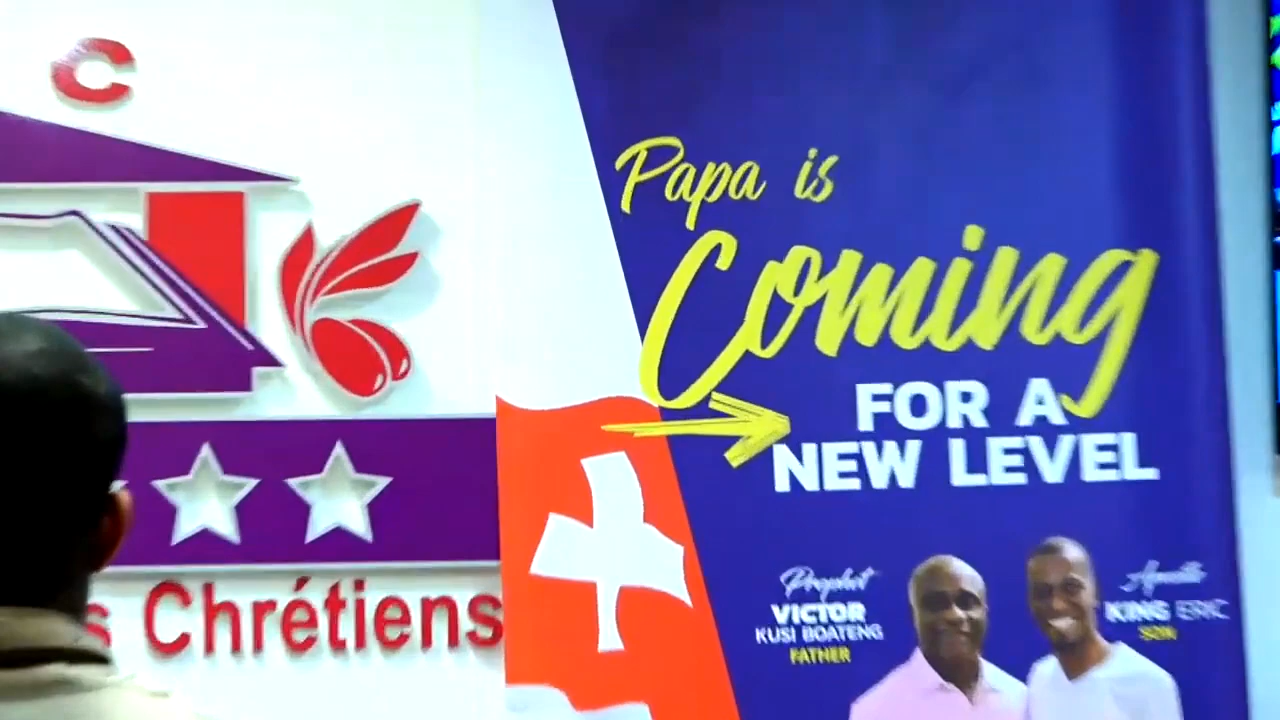 C
s Chrétiens
Papa is
Coming
FOR A
NEW LEVEL
Prophet
VICTOR
KUSI BOATENG
FATHER
Apostle
KING ERIC
SON